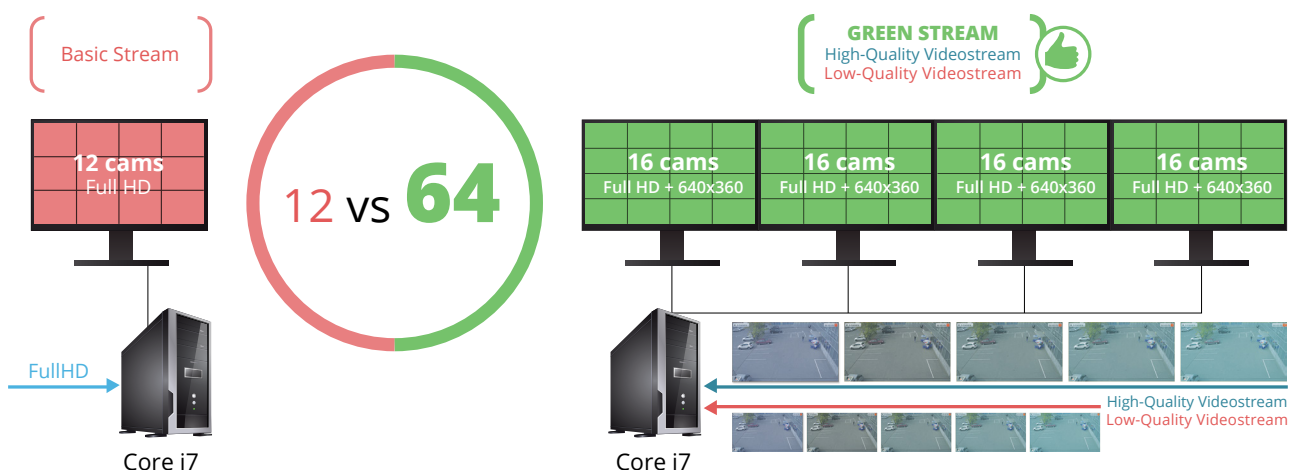 Basic Stream
12 cams
Full HD
FullHD
Core i7
12 vs 64
GREEN STREAM
High-Quality Videostream
Low-Quality Videostream
16 cams
Full HD + 640x360
16 cams
Full HD + 640x360
16 cams
Full HD + 640x360
16 cams
Full HD + 640x360
High-Quality Videostream
Low-Quality Videostream
Core i7